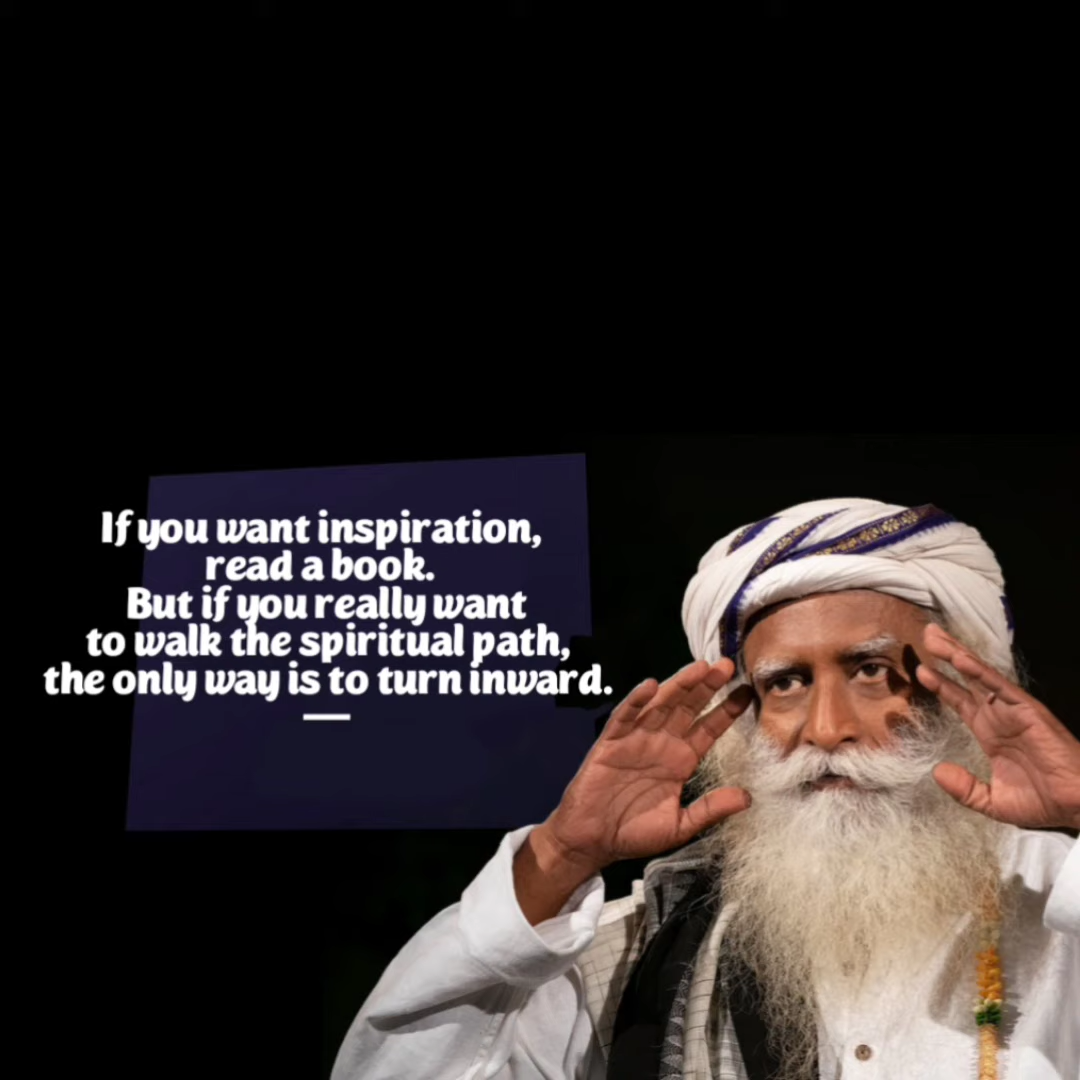 If you want inspiration,
read a book.
But if you really want
to walk the spiritual path,
the only way is to turn inward.